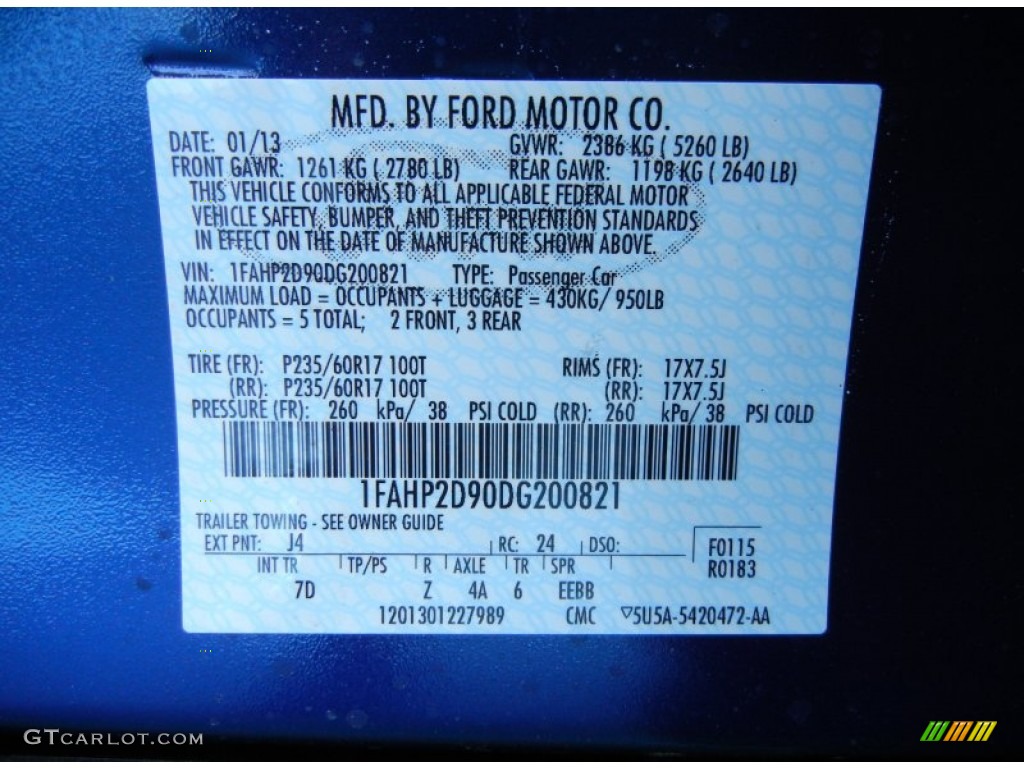 MFD. BY FORD MOTOR CO.
DATE: 01/13 GVWR: 2386 KG ( 5260 LB)
FRONT GAWR: 1261 KG ( 2780 LB) REAR GAWR: 1198 KG ( 2640 LB)
THIS VEHICLE CONFORMS TO ALL APPLICABLE FEDERAL MOTOR
VEHICLE SAFETY, BUMPER, AND THEFT PREVENTION STANDARDS
IN EFFECT ON THE DATE OF MANUFACTURE SHOWN ABOVE.
VIN: 1FAHP2D90DG200821 TYPE: Passenger Car
MAXIMUM LOAD = OCCUPANTS + LUGGAGE = 430KG/ 950LB
OCCUPANTS = 5 TOTAL; 2 FRONT, 3 REAR
TIRE (FR): P235/60R17 100T RIMS (FR): 17X7.5J
(RR): P235/60R17 100T (RR): 17X7.5J
PRESSURE (FR): 260 kPa/ 38 PSI COLD (RR): 260 kPa/ 38 PSI COLD
1FAHP2D90DG200821
TRAILER TOWING - SEE OWNER GUIDE
EXT PNT: J4 RC: 24 DSO: F0115
INT TR TP/PS R AXLE TR SPR R0183
7D Z 4A 6 EEBB
1201301227989 CMC ▽5U5A-5420472-AA
GTCARLOT.COM